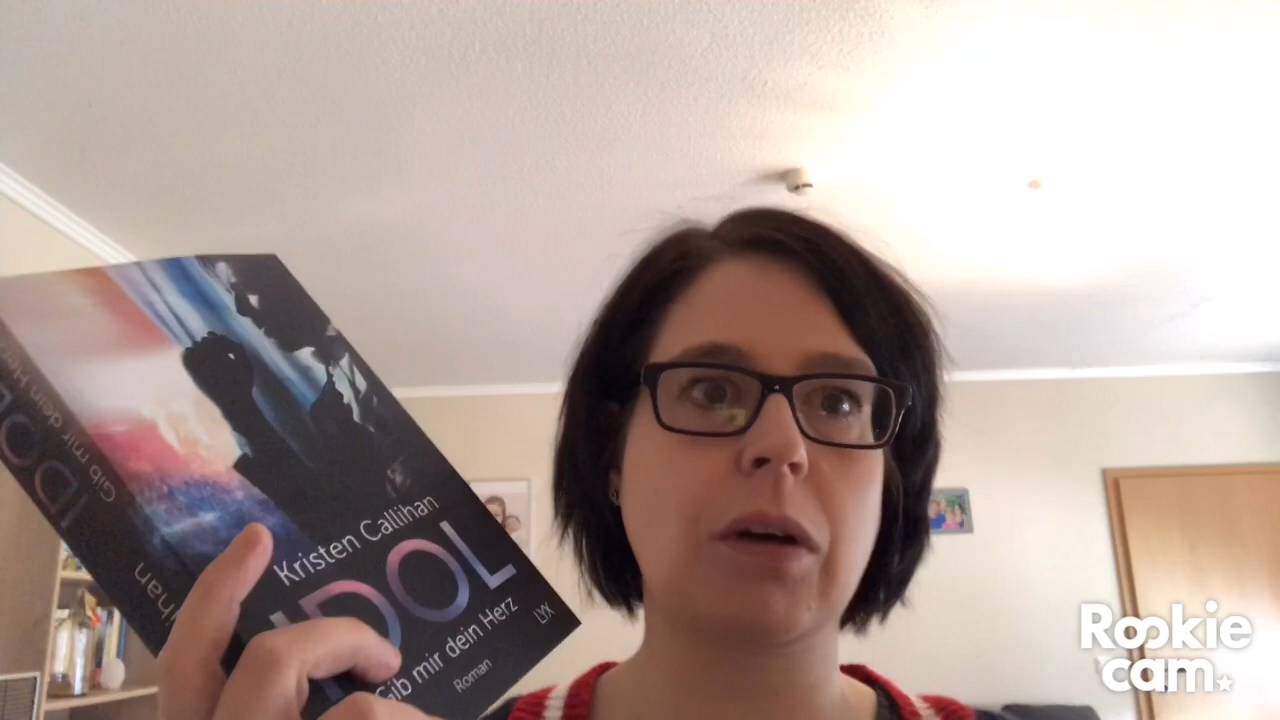 Kristen Callihan
IDOL
Gib mir dein Herz
Roman
LYX
IDOL
Gib mir dein Herz
Rookie
cam